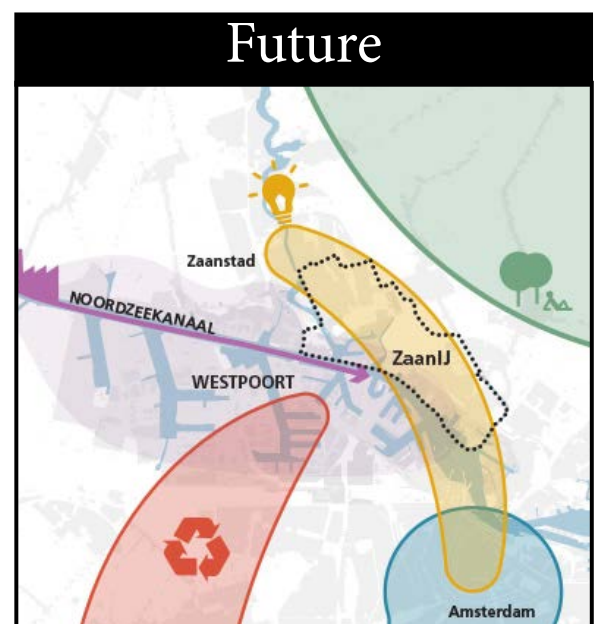 Future
Zaanstad
NOORDZEEKANAAL
ZaanIJ
WESTPOORT
Amsterdam